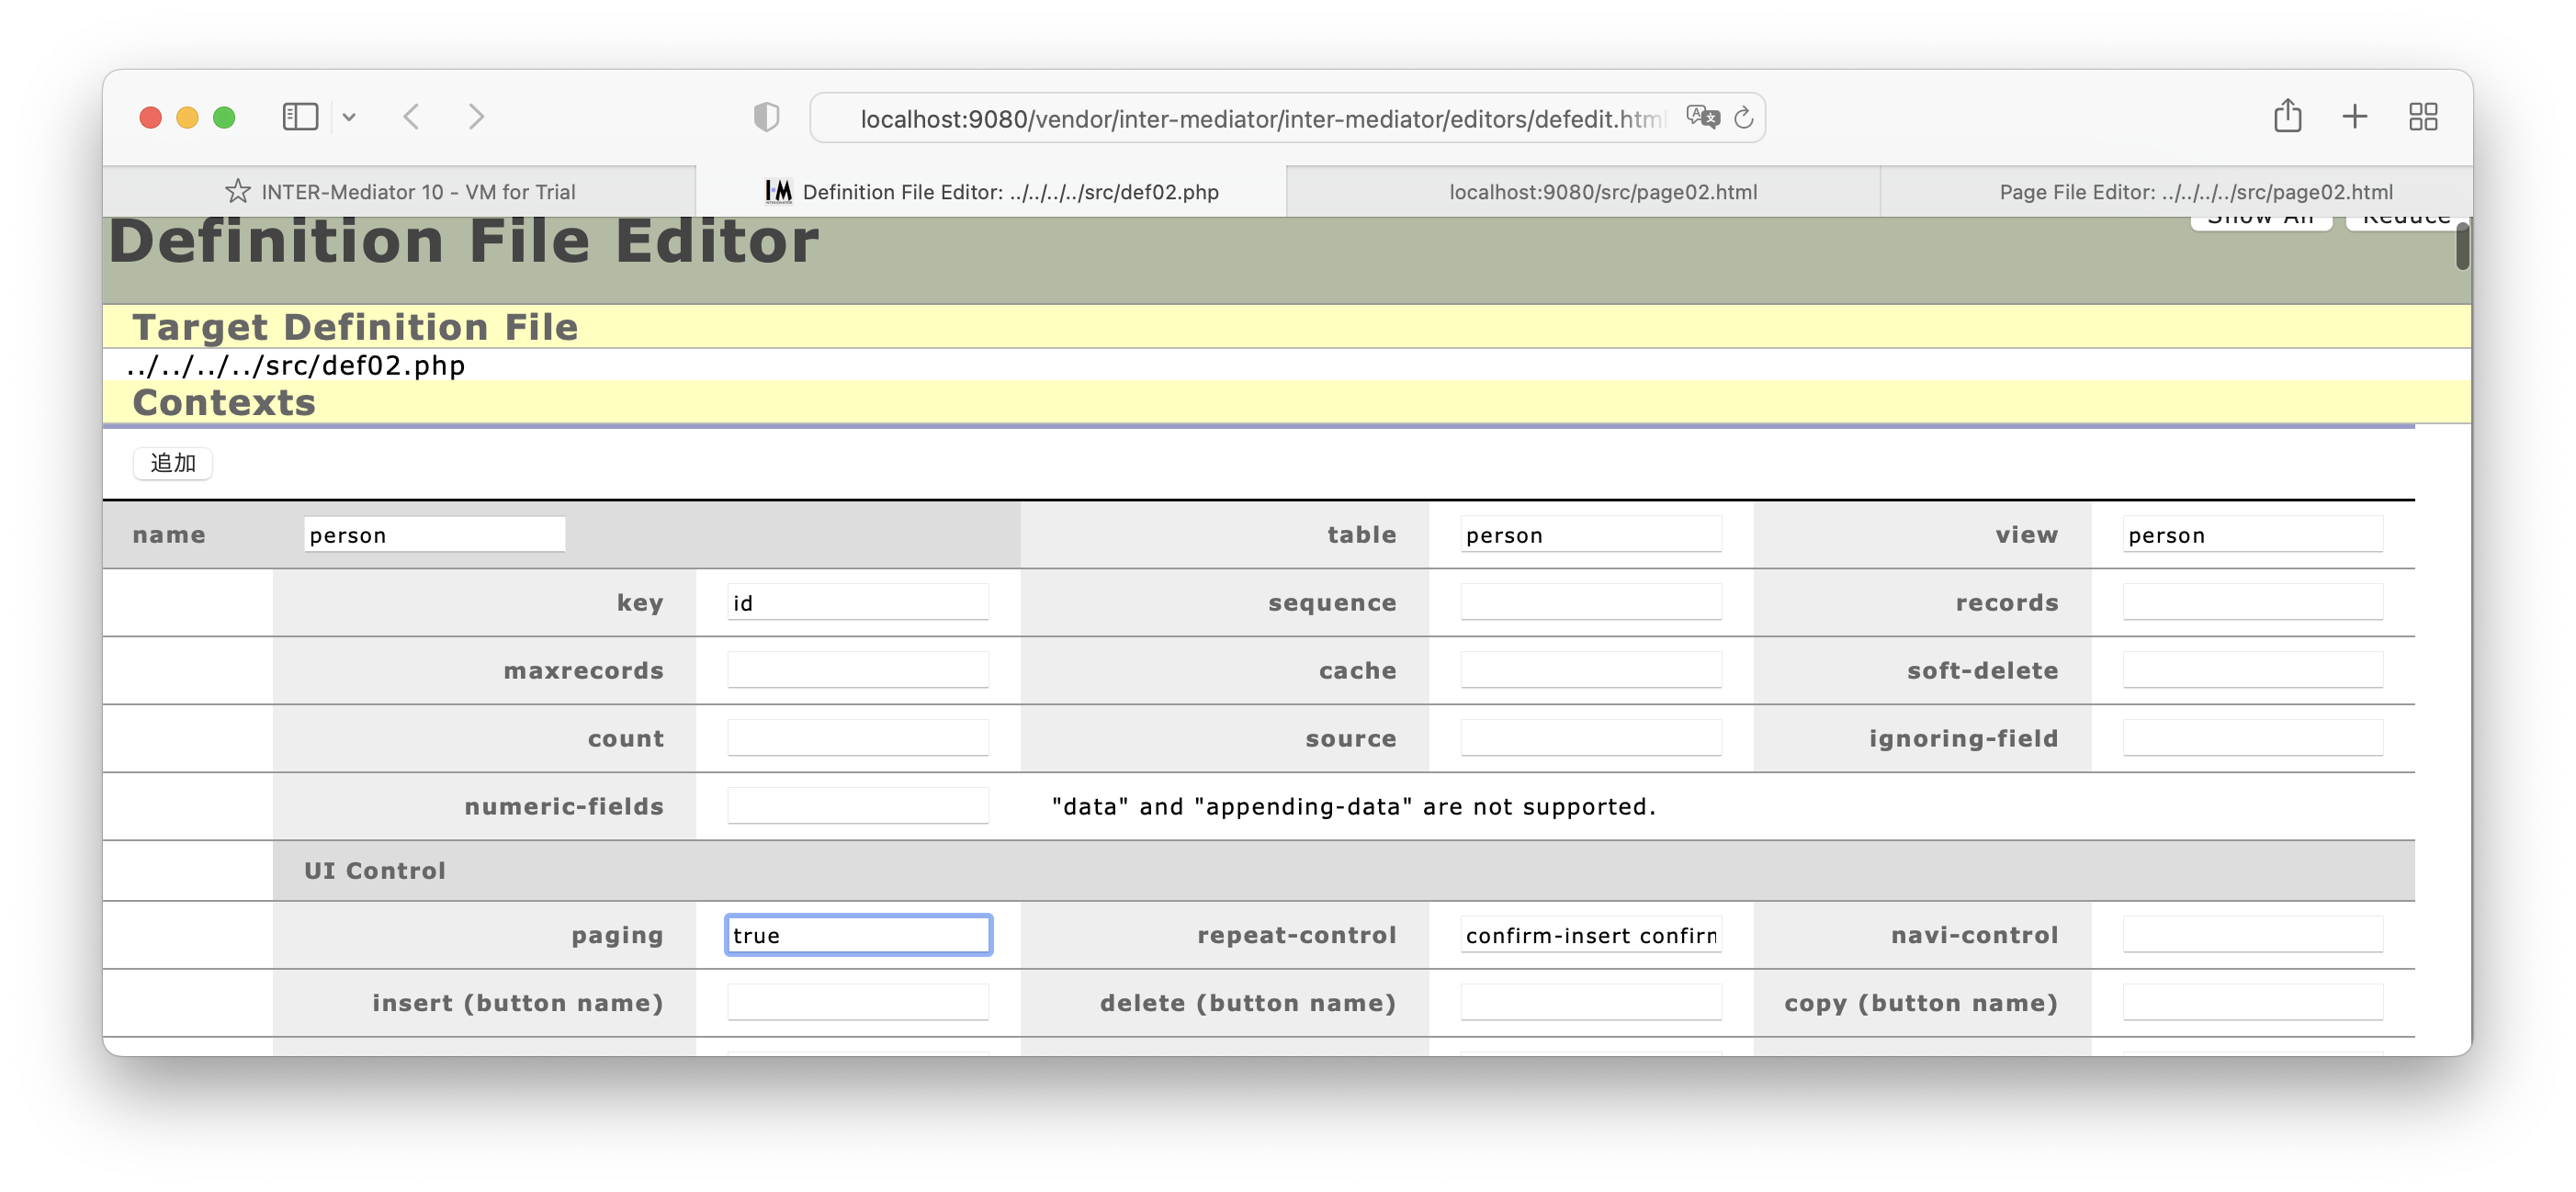 localhost:9080/vendor/inter-mediator/inter-mediator/editors/defedit.html
INTER-Mediator 10 - VM for Trial
Definition File Editor: ../../../../src/def02.php
localhost:9080/src/page02.html
Page File Editor: ../../../../src/page02.html
Definition File Editor
Show All Reduce
Target Definition File
../../../../src/def02.php
Contexts
追加
name person table person view person
key id sequence records
maxrecords cache soft-delete
count source ignoring-field
numeric-fields "data" and "appending-data" are not supported.
UI Control
paging true repeat-control confirm-insert confirm navi-control
insert (button name) delete (button name) copy (button name)